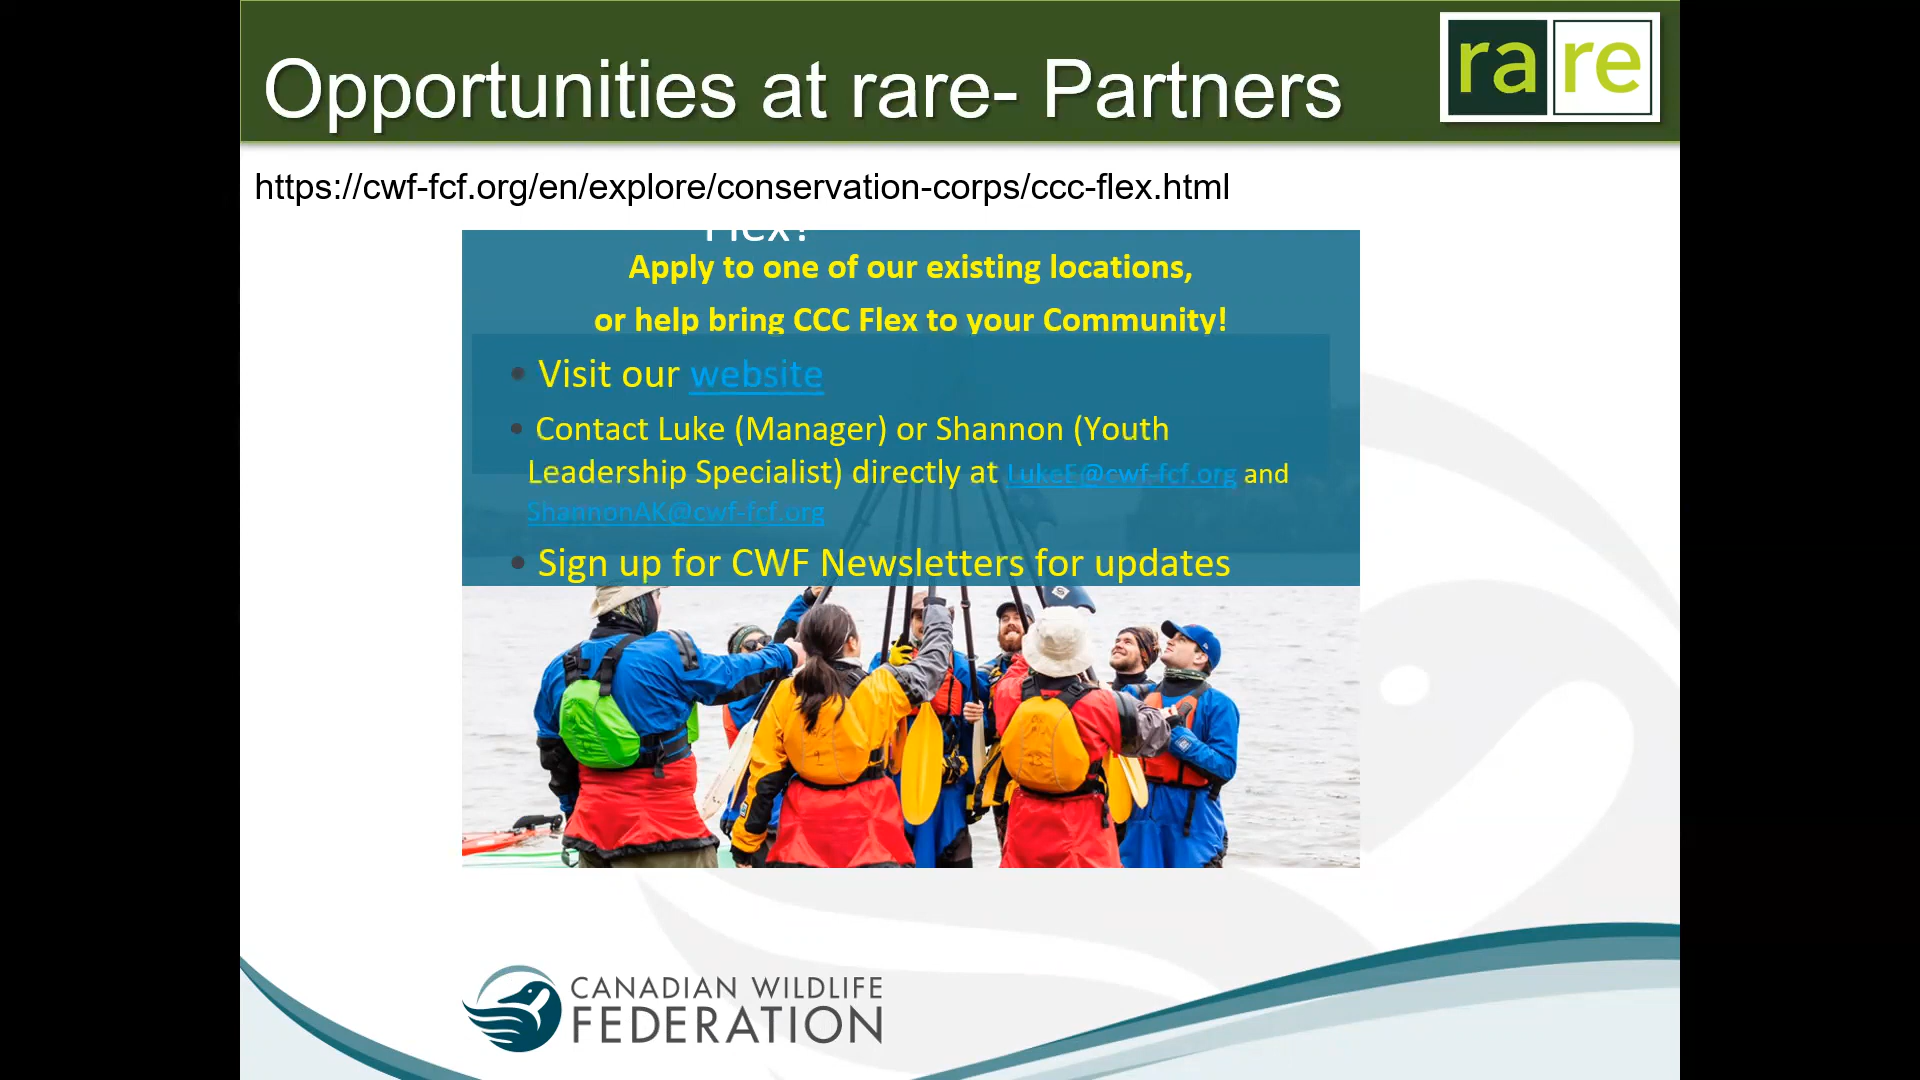 Opportunities at rare- Partners
rare
https://cwf-fcf.org/en/explore/conservation-corps/ccc-flex.html
Flex?
Apply to one of our existing locations,
or help bring CCC Flex to your Community!
• Visit our website
• Contact Luke (Manager) or Shannon (Youth
Leadership Specialist) directly at LukeE@cwf-fcf.org and
ShannonAK@cwf-fcf.org
• Sign up for CWF Newsletters for updates
CANADIAN WILDLIFE
FEDERATION